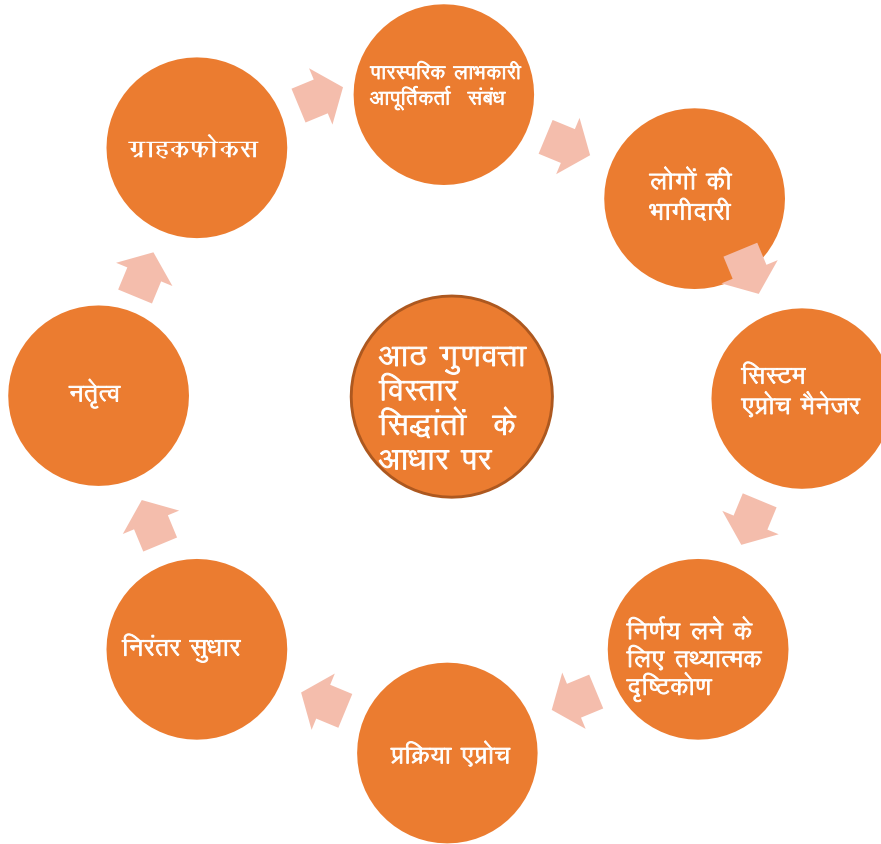 पारस्परिक लाभकारी
आपूर्तिकर्ता संबंध
ग्राहकफोकस
लोगों की
भागीदारी
आठ गुणवत्ता
विस्तार
सिद्धांतों के
आधार पर
नतेृत्व
सिस्टम
एप्रोच मैनेजर
निरंतर सुधार
निर्णय लने के
लिए तथ्यात्मक
दृष्टिकोण
प्रक्रिया एप्रोच